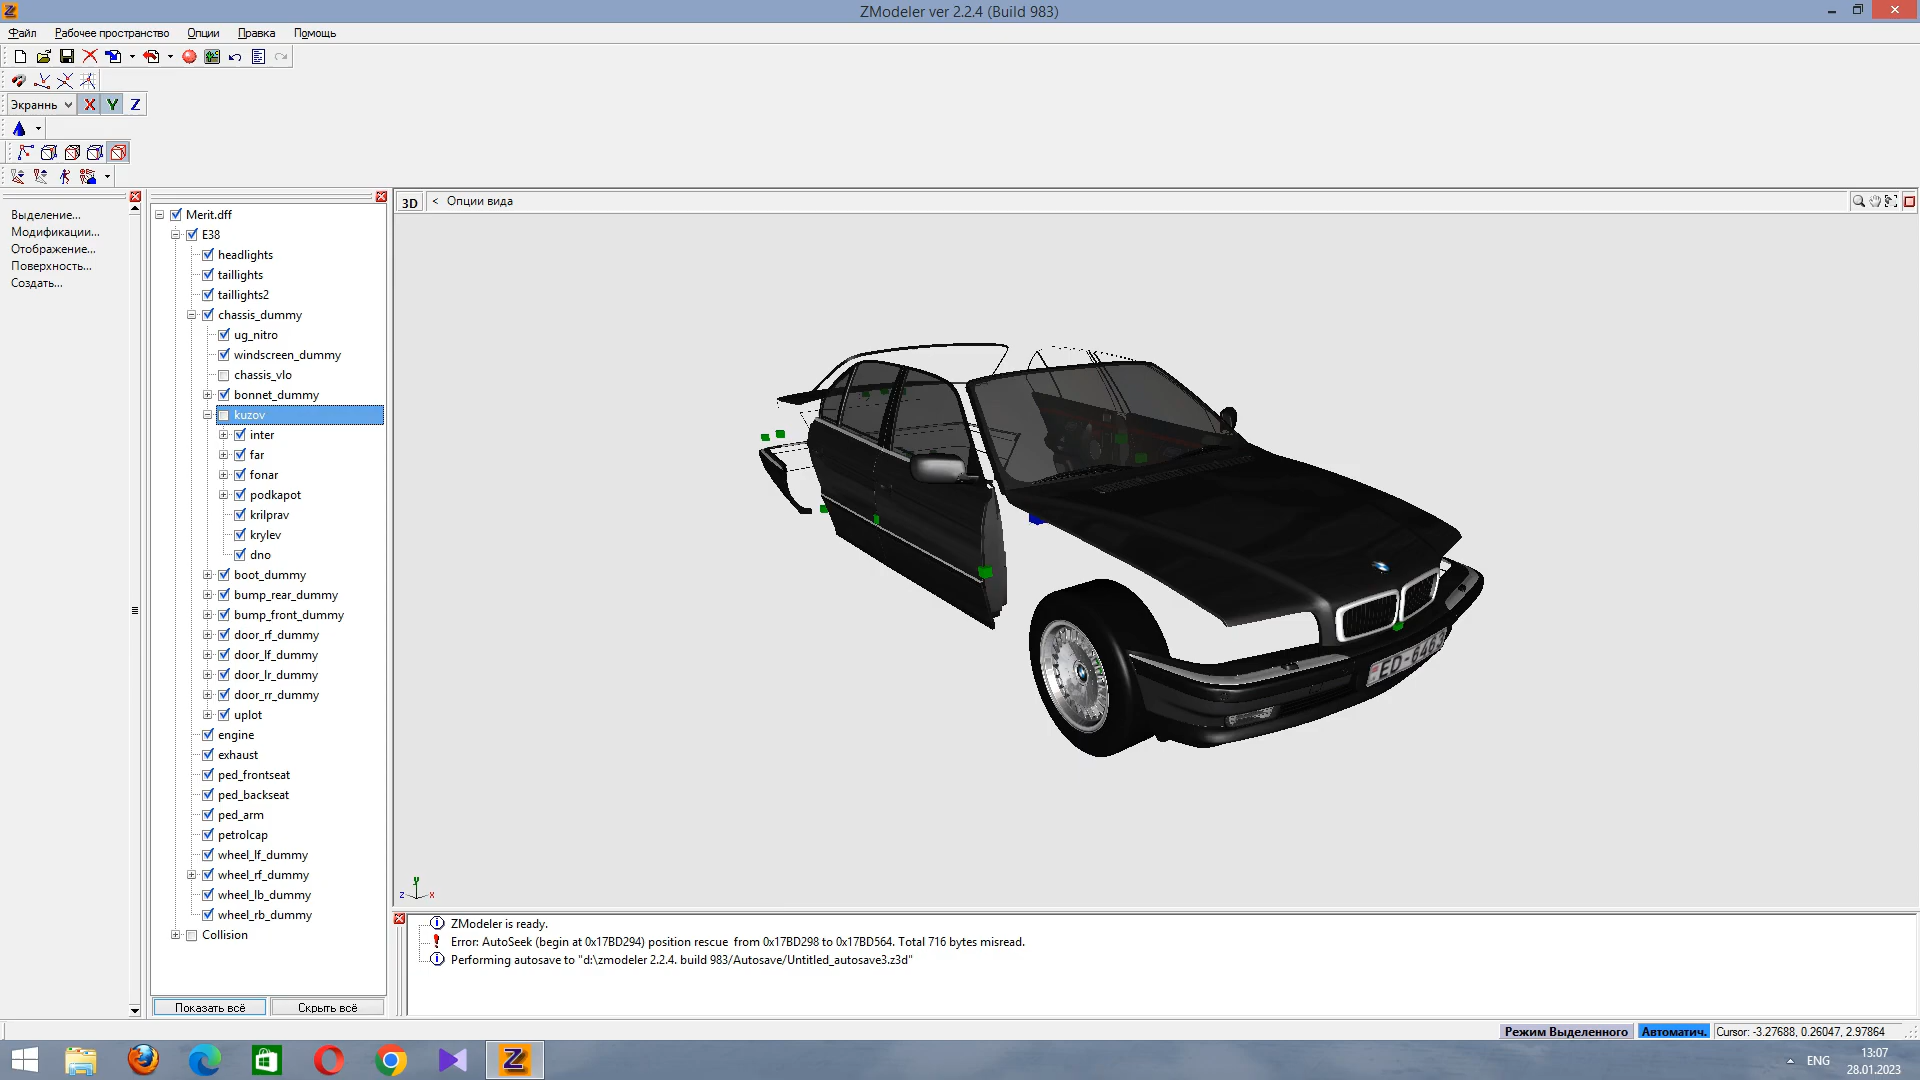 ZModeler ver 2.2.4 (Build 983)
Файл Рабочее пространство Опции Правка Помощь
Экраннь X Y Z
Выделение...
Модификации...
Отображение...
Поверхность...
Создать...
Merit.dff
E38
headlights
taillights
taillights2
chassis_dummy
ug_nitro
windscreen_dummy
chassis_vlo
bonnet_dummy
kuzov
inter
far
fonar
podkapot
krilprav
krylev
dno
boot_dummy
bump_rear_dummy
bump_front_dummy
door_rf_dummy
door_lf_dummy
door_lr_dummy
door_rr_dummy
uplot
engine
exhaust
ped_frontseat
ped_backseat
ped_arm
petrolcap
wheel_lf_dummy
wheel_rf_dummy
wheel_lb_dummy
wheel_rb_dummy
Collision
Показать всё Скрыть всё
3D < Опции вида
ED-6463
y
z x
ZModeler is ready.
Error: AutoSeek (begin at 0x17BD294) position rescue from 0x17BD298 to 0x17BD564. Total 716 bytes misread.
Performing autosave to "d:\zmodeler 2.2.4. build 983/Autosave/Untitled_autosave3.z3d"
Режим Выделенного Автоматич. Cursor: -3.27688, 0.26047, 2.97864
ENG
13:07
28.01.2023